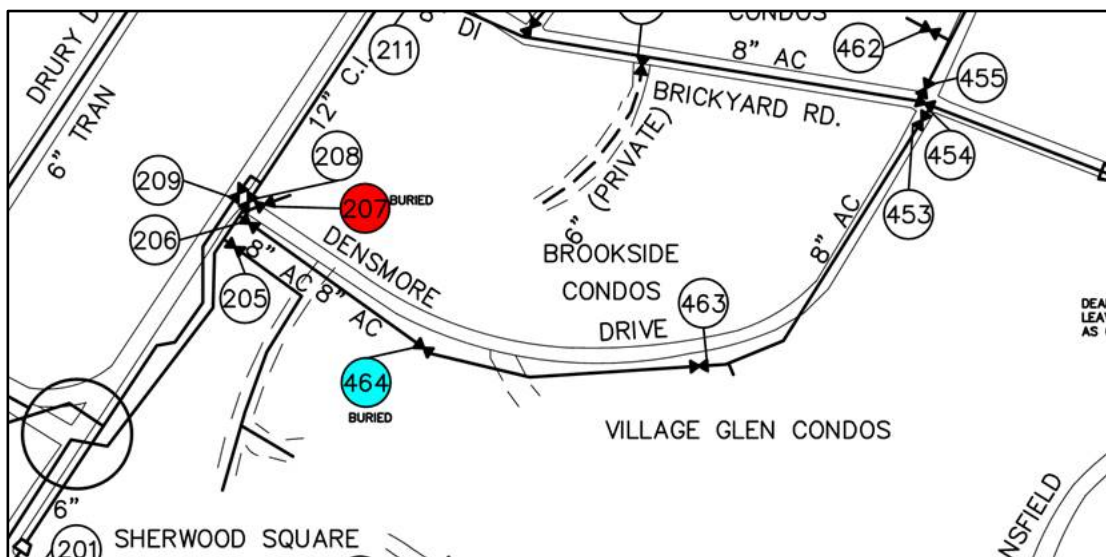 CONDOS
462
DI
8" AC
211
455
DRURY D
12" C.I.
BRICKYARD RD.
6" TRAN
6" (PRIVATE)
454
208
209
207 BURIED
453
206
8" AC
DENSMORE
8" AC
8" AC
BROOKSIDE
CONDOS
205
463
DRIVE
464
BURIED
VILLAGE GLEN CONDOS
NSFIELD
6"
201
SHERWOOD SQUARE